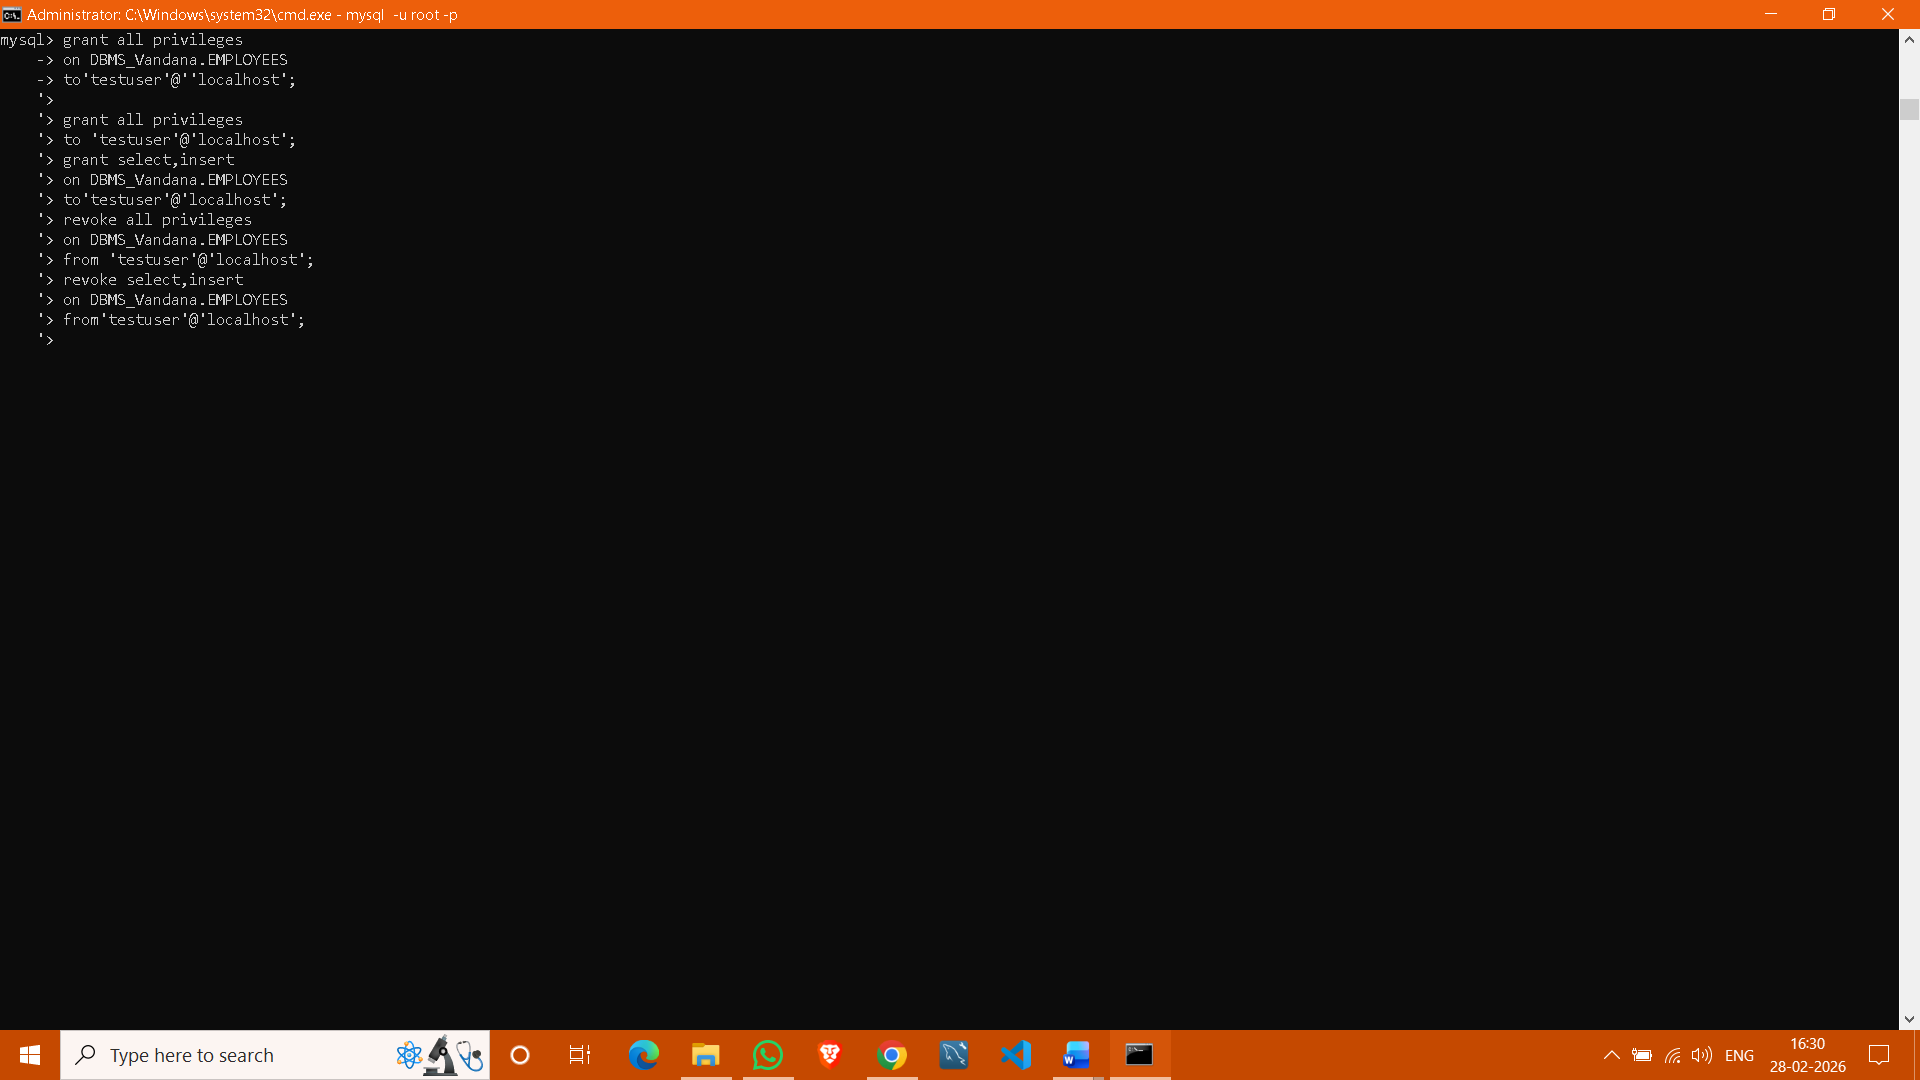 Administrator: C:\Windows\system32\cmd.exe - mysql  -u root -p
mysql> grant all privileges
    -> on DBMS_Vandana.EMPLOYEES
    -> to'testuser'@''localhost';
    '>
    '> grant all privileges
    '> to 'testuser'@'localhost';
    '> grant select,insert
    '> on DBMS_Vandana.EMPLOYEES
    '> to'testuser'@'localhost';
    '> revoke all privileges
    '> on DBMS_Vandana.EMPLOYEES
    '> from 'testuser'@'localhost';
    '> revoke select,insert
    '> on DBMS_Vandana.EMPLOYEES
    '> from'testuser'@'localhost';
    '>
Type here to search
ENG
16:30
28-02-2026